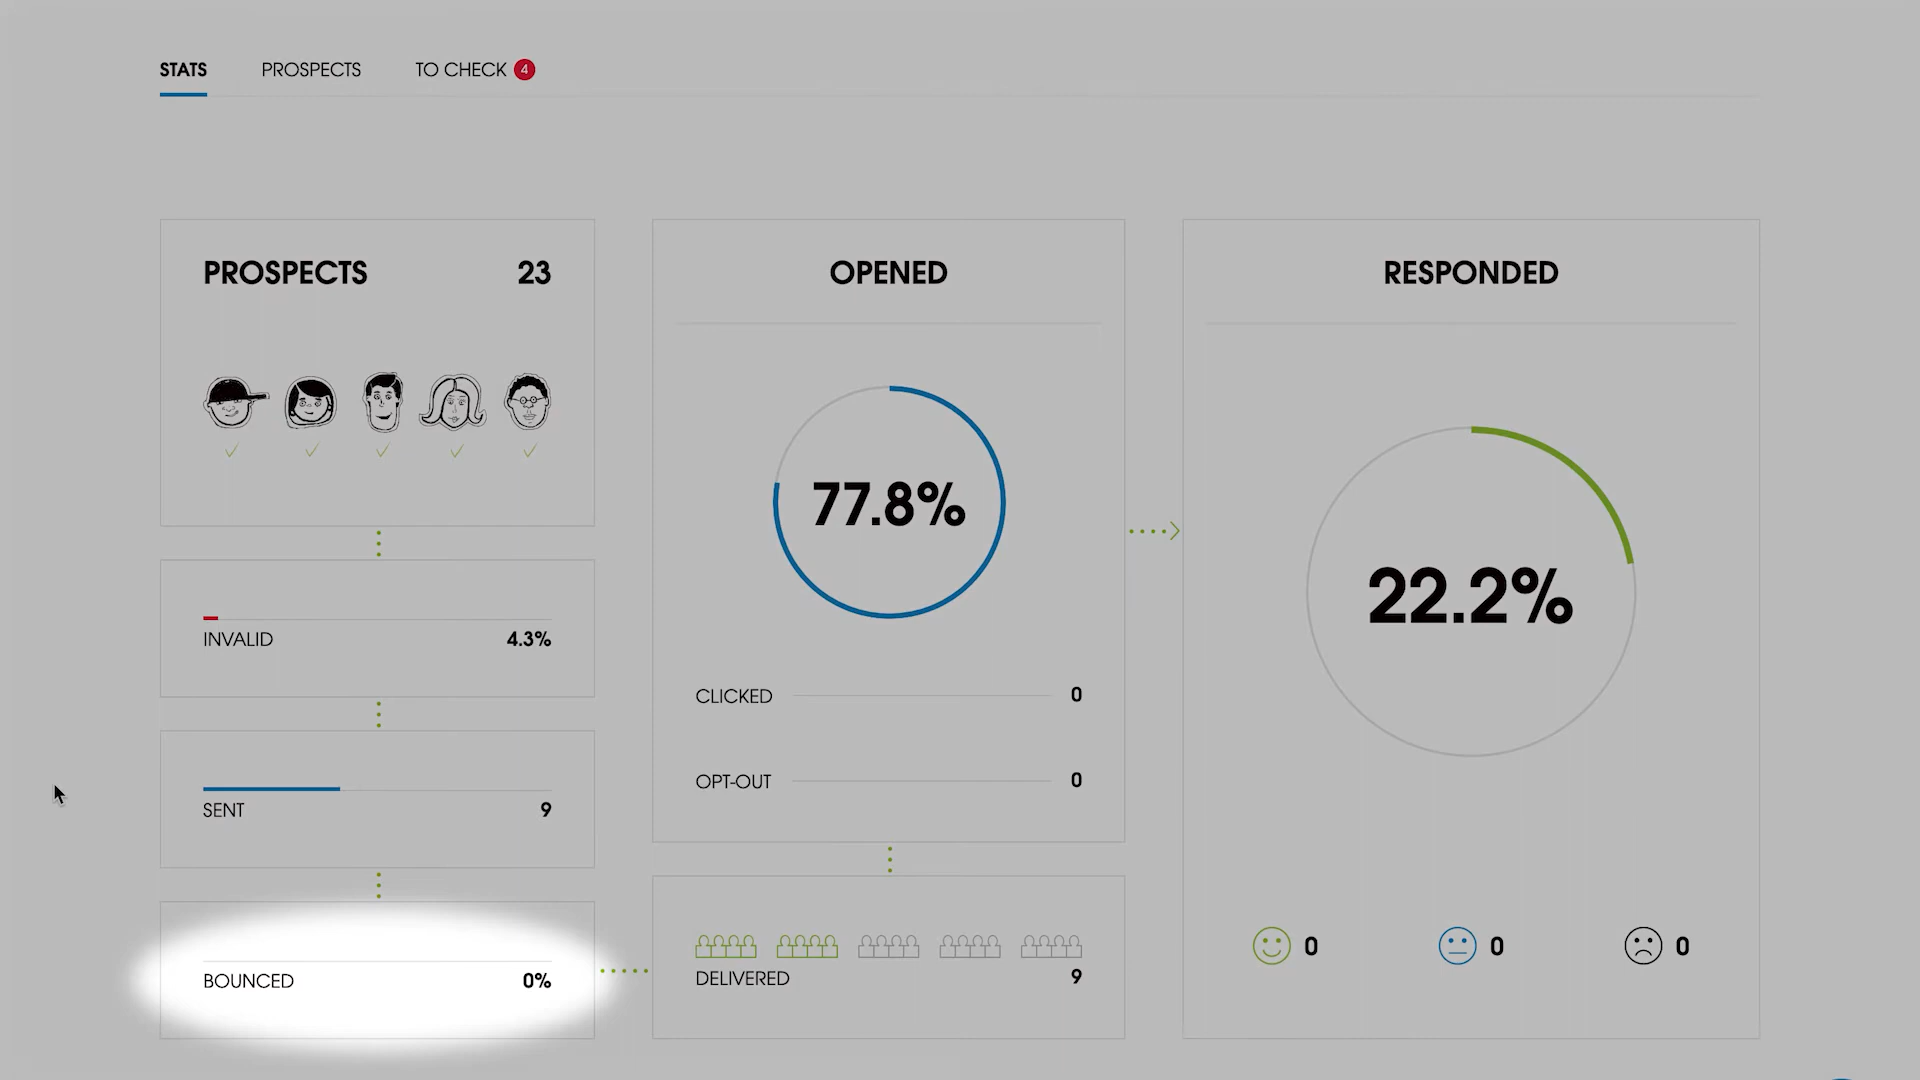 STATS PROSPECTS TO CHECK 4
PROSPECTS 23
INVALID 4.3%
SENT 9
BOUNCED 0%
OPENED
77.8%
CLICKED 0
OPT-OUT 0
DELIVERED 9
RESPONDED
22.2%
0 0 0